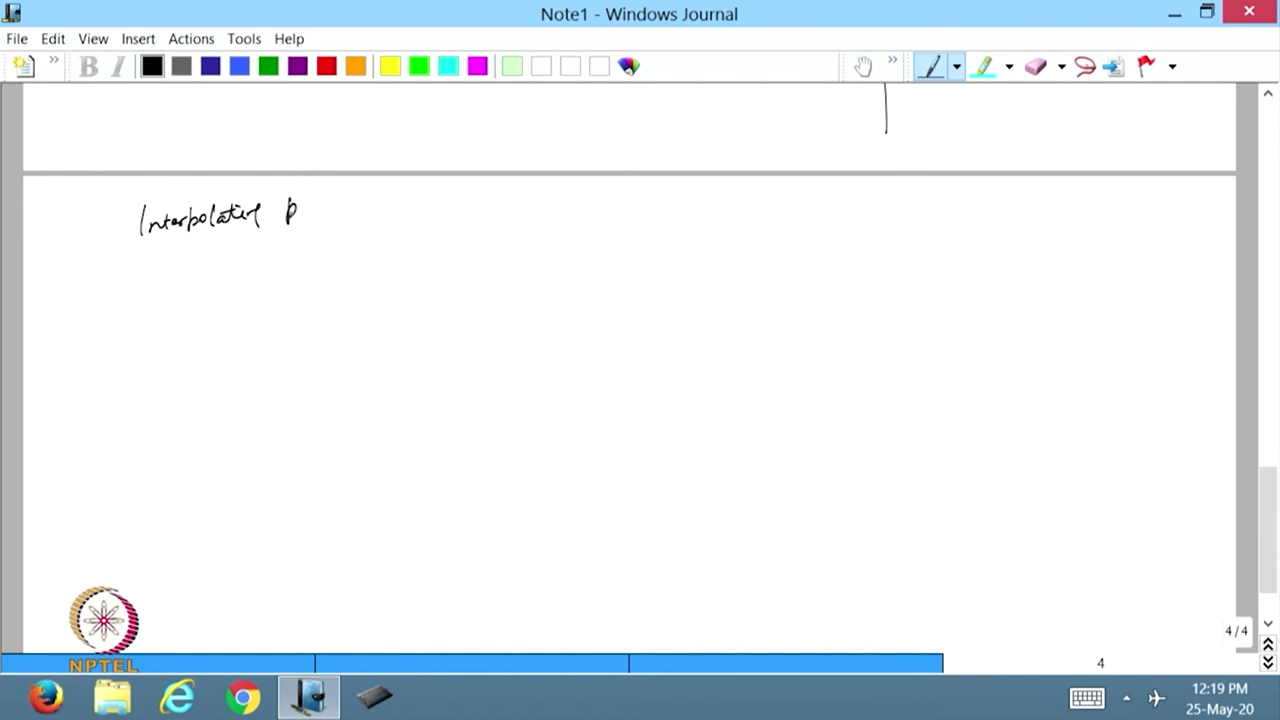 Note1 - Windows Journal
File Edit View Insert Actions Tools Help
B I
Interpolating p
4 / 4
NPTEL
4
12:19 PM
25-May-20